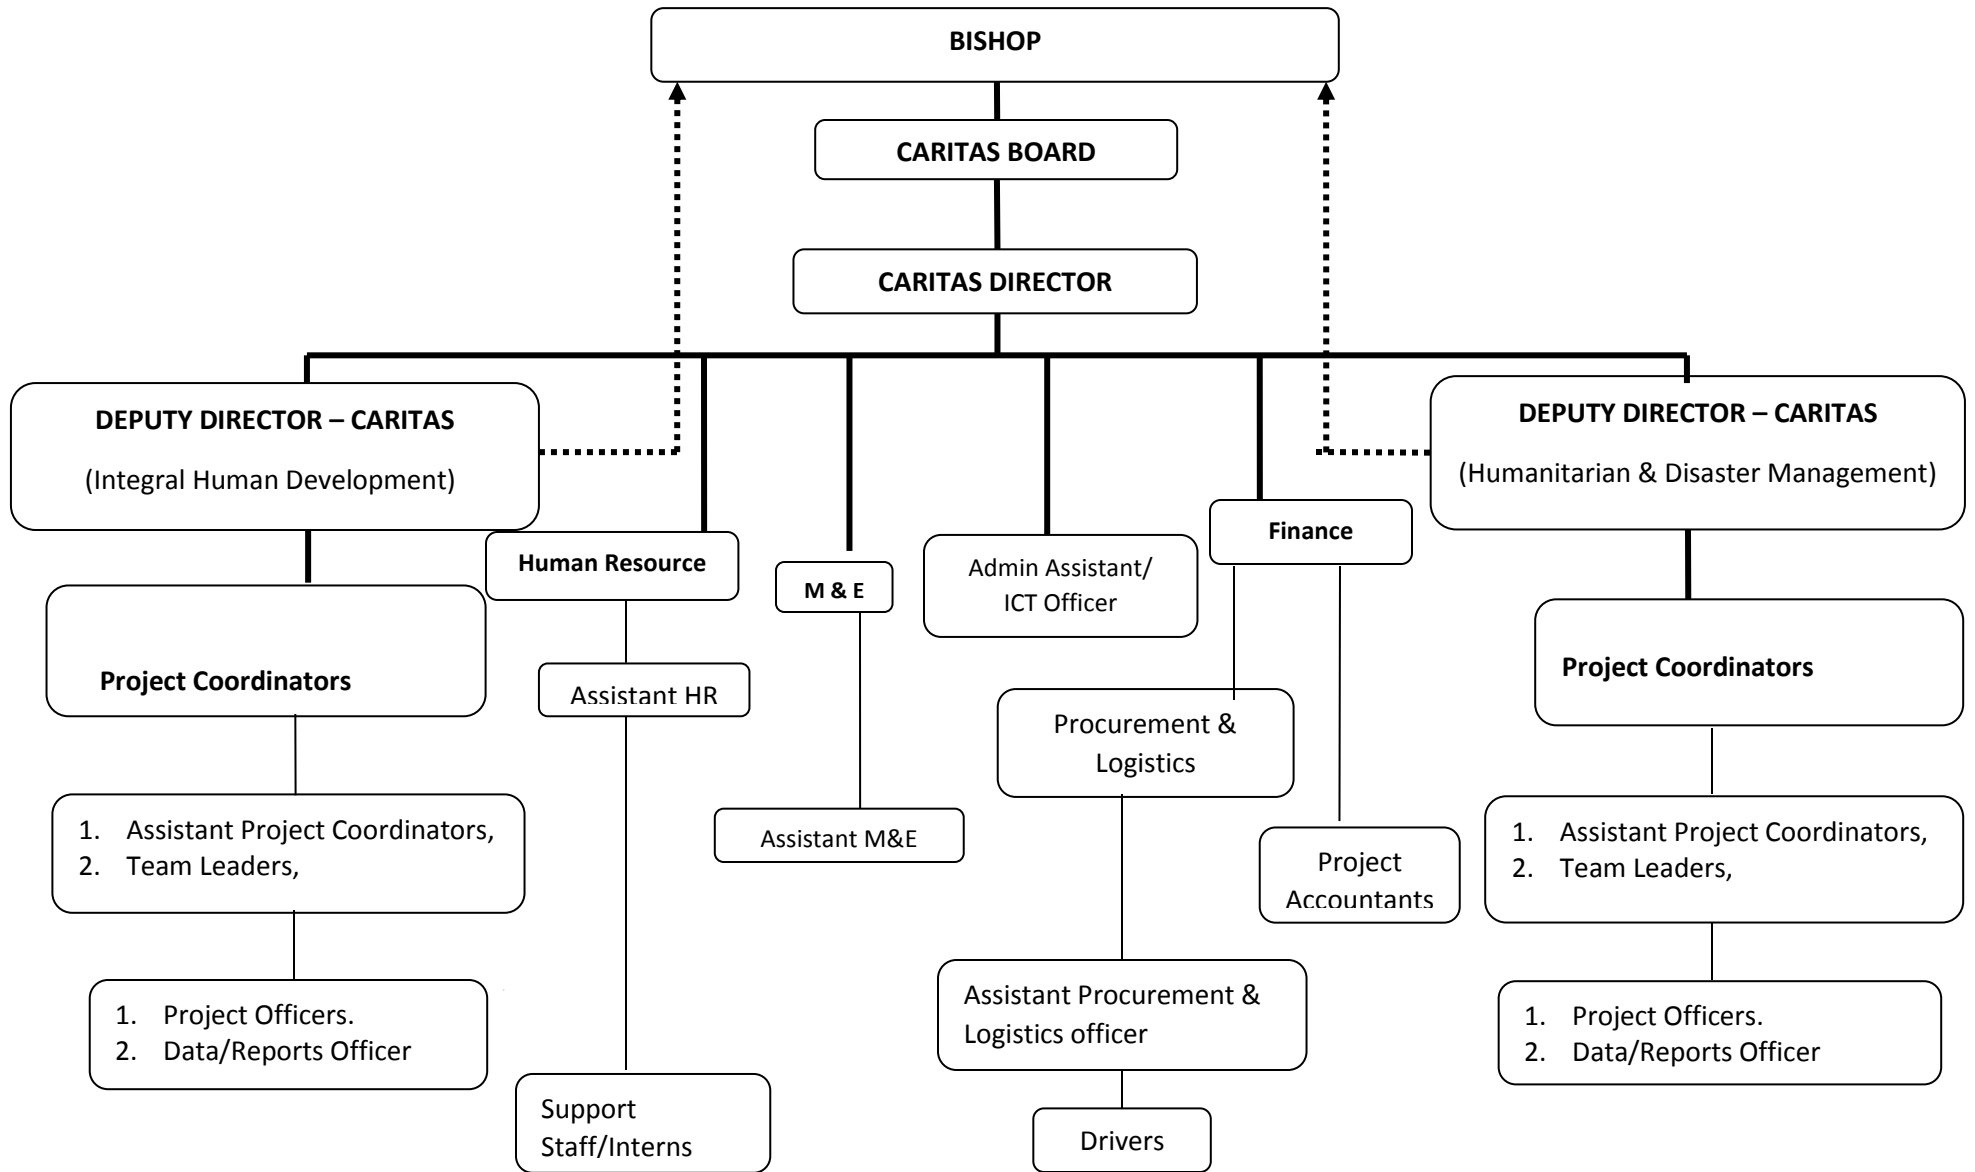 BISHOP
CARITAS BOARD
CARITAS DIRECTOR
DEPUTY DIRECTOR – CARITAS
(Integral Human Development)
DEPUTY DIRECTOR – CARITAS
(Humanitarian & Disaster Management)
Human Resource
M & E
Admin Assistant/
ICT Officer
Finance
Project Coordinators
Assistant HR
Procurement &
Logistics
Project Coordinators
1. Assistant Project Coordinators,
2. Team Leaders,
Assistant M&E
Project
Accountants
1. Assistant Project Coordinators,
2. Team Leaders,
1. Project Officers.
2. Data/Reports Officer
Assistant Procurement &
Logistics officer
1. Project Officers.
2. Data/Reports Officer
Support
Staff/Interns
Drivers